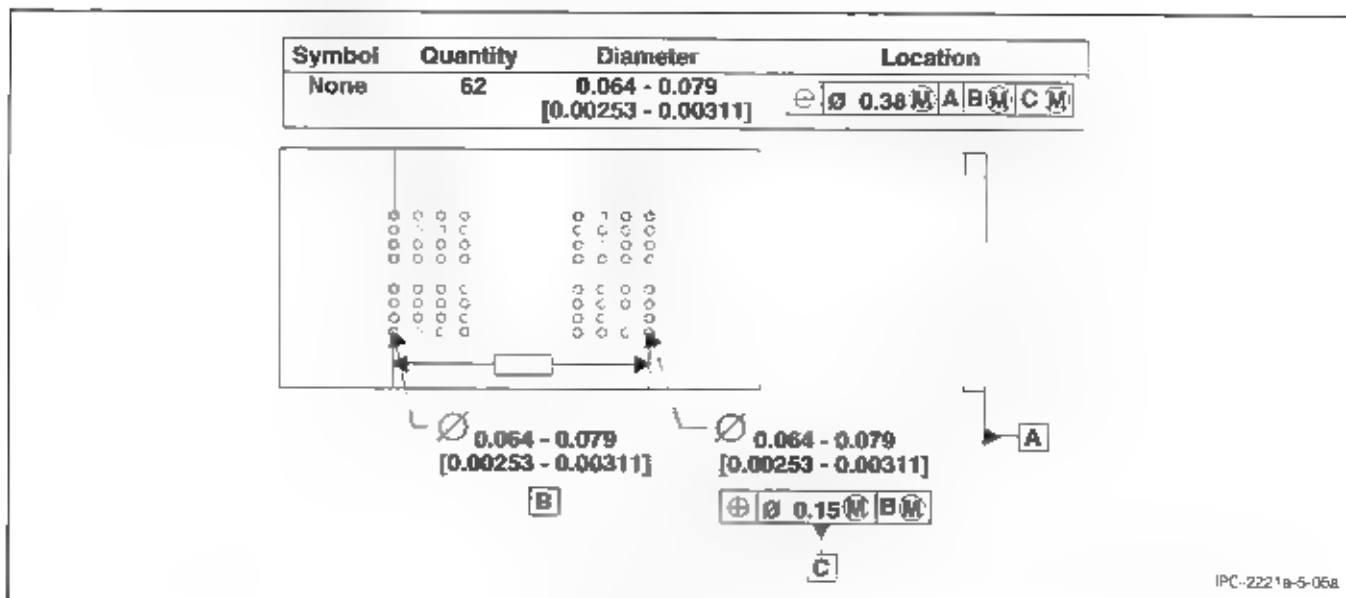 Symbol Quantity Diameter Location
None 62 0.064 - 0.079
[0.00253 - 0.00311]
Ø 0.38 Ⓜ A B Ⓜ C Ⓜ
Ø 0.064 - 0.079
[0.00253 - 0.00311]
B
Ø 0.064 - 0.079
[0.00253 - 0.00311]
⌖ Ø 0.15 Ⓜ B Ⓜ
C
A
IPC-2221a-5-05a